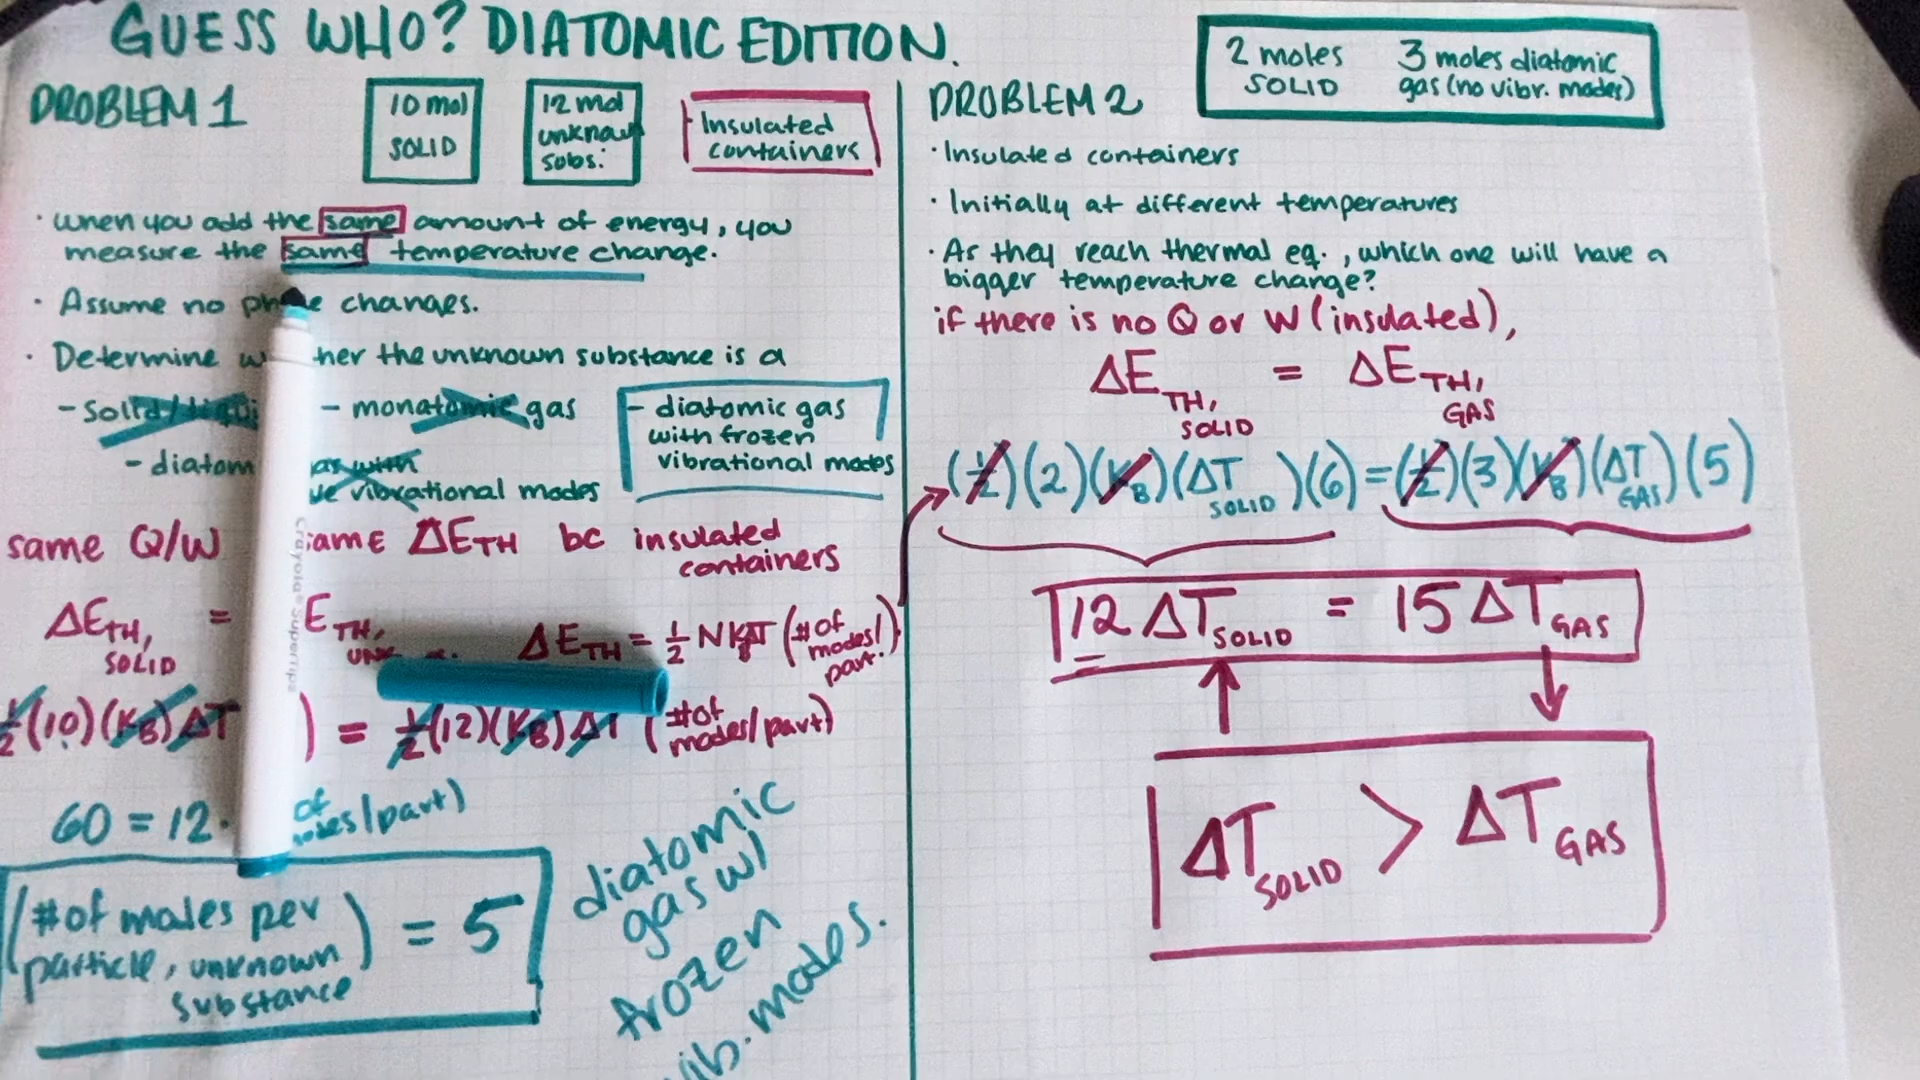 GUESS WHO? DIATOMIC EDITION.
PROBLEM 1
10 mol
SOLID
12 mol
unknown
subs.
Insulated
containers
· when you add the same amount of energy, you
measure the same temperature change.
· Assume no changes.
· Determine the unknown substance is a
- solid/
- monatomic gas
- diatomic gas
with frozen
vibrational modes
with
vibrational modes
same Q/W
ΔE_TH bc insulated
containers
ΔE_TH, SOLID = E_TH,
ΔE_TH = 1/2 N K_B ΔT (# of modes/part.)
1/2 (10)(K_B) ΔT ) = 1/2 (12)(K_B) ΔT (# of modes/part)
60 = 12 · of /part)
(# of modes per
particle, unknown
substance) = 5
diatomic
gas w/
frozen
vib. modes.
PROBLEM 2
2 moles
SOLID
3 moles diatomic
gas (no vibr. modes)
· Insulated containers
· Initially at different temperatures
· As they reach thermal eq., which one will have a
bigger temperature change?
if there is no Q or W (insulated),
ΔE_TH, SOLID = ΔE_TH, GAS
(1/2)(2)(K_B)(ΔT_SOLID)(6) = (1/2)(3)(K_B)(ΔT_GAS)(5)
12 ΔT_SOLID = 15 ΔT_GAS
ΔT_SOLID > ΔT_GAS
crayola® Supertips